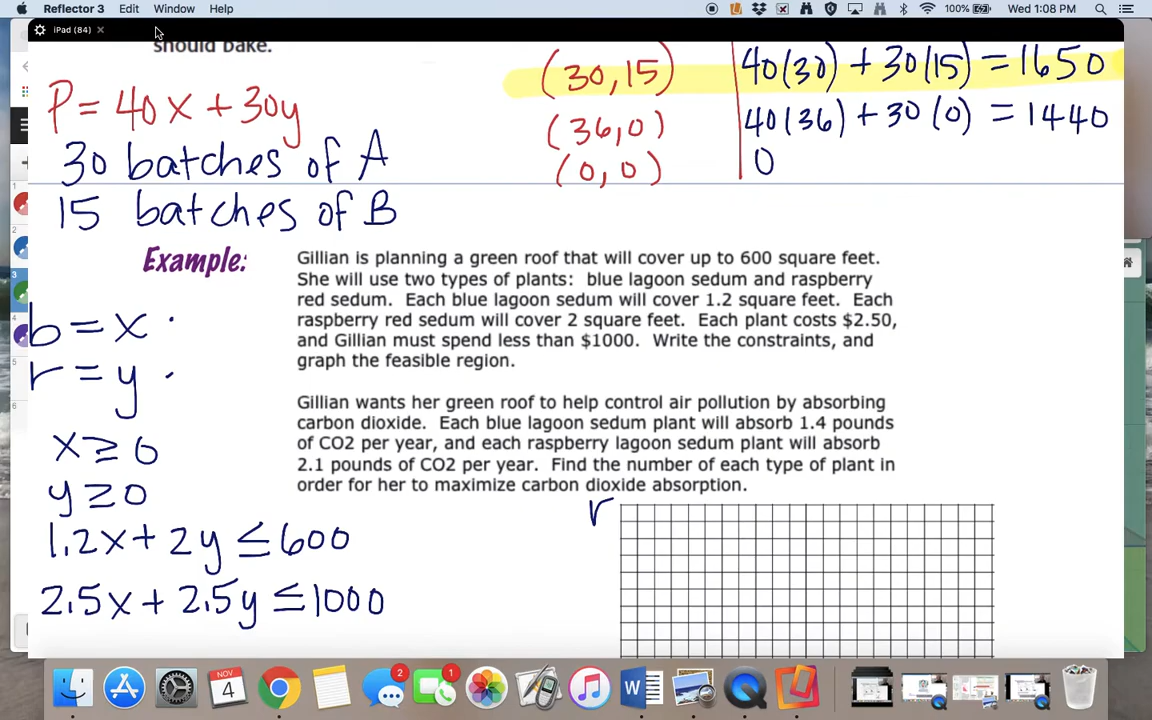 Reflector 3 Edit Window Help 100% Wed 1:08 PM
iPad (84)
should bake.
P = 40x + 30y
30 batches of A
15 batches of B
(30,15) 40(30) + 30(15) = 1650
(36,0) 40(36) + 30(0) = 1440
(0,0) 0
Example:
Gillian is planning a green roof that will cover up to 600 square feet.
She will use two types of plants: blue lagoon sedum and raspberry
red sedum. Each blue lagoon sedum will cover 1.2 square feet. Each
raspberry red sedum will cover 2 square feet. Each plant costs $2.50,
and Gillian must spend less than $1000. Write the constraints, and
graph the feasible region.
Gillian wants her green roof to help control air pollution by absorbing
carbon dioxide. Each blue lagoon sedum plant will absorb 1.4 pounds
of CO2 per year, and each raspberry lagoon sedum plant will absorb
2.1 pounds of CO2 per year. Find the number of each type of plant in
order for her to maximize carbon dioxide absorption.
b = x
r = y
x ≥ 0
y ≥ 0
1.2x + 2y ≤ 600
2.5x + 2.5y ≤ 1000
r
1
2
3
4
5
6
NOV
4
2
1
W